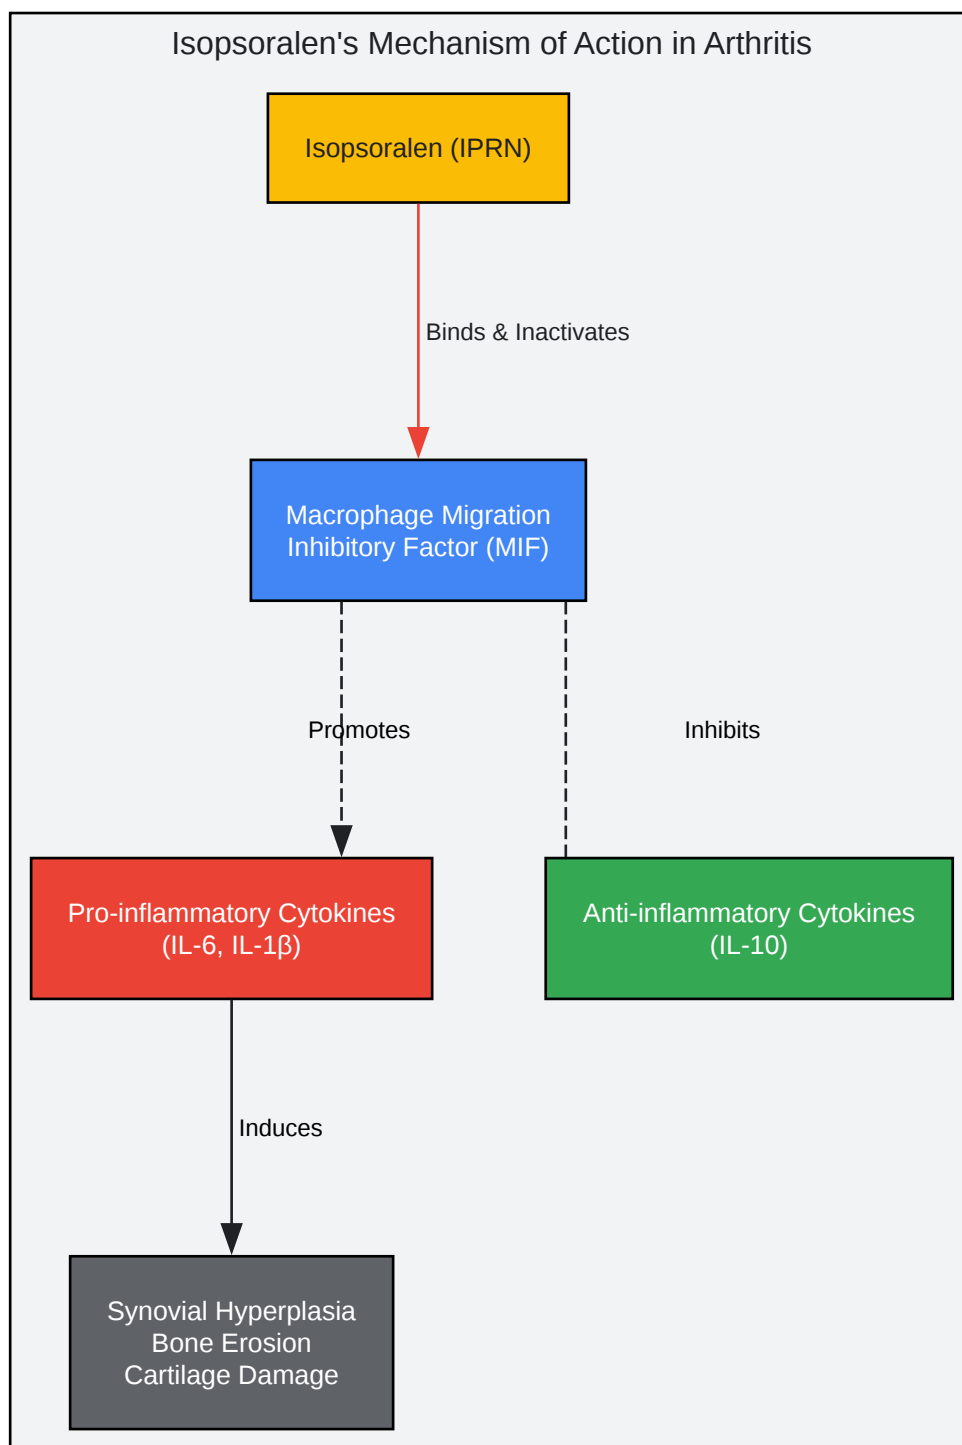 Isopsoralen's Mechanism of Action in Arthritis
Isopsoralen (IPRN)
Binds & Inactivates
Macrophage Migration
Inhibitory Factor (MIF)
Promotes
Inhibits
Pro-inflammatory Cytokines
(IL-6, IL-1β)
Anti-inflammatory Cytokines
(IL-10)
Induces
Synovial Hyperplasia
Bone Erosion
Cartilage Damage